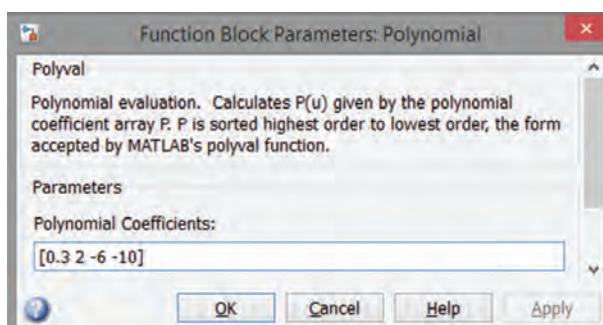 Function Block Parameters: Polynomial
Polyval
Polynomial evaluation. Calculates P(u) given by the polynomial
coefficient array P. P is sorted highest order to lowest order, the form
accepted by MATLAB's polyval function.
Parameters
Polynomial Coefficients:
[0.3 2 -6 -10]
OK Cancel Help Apply